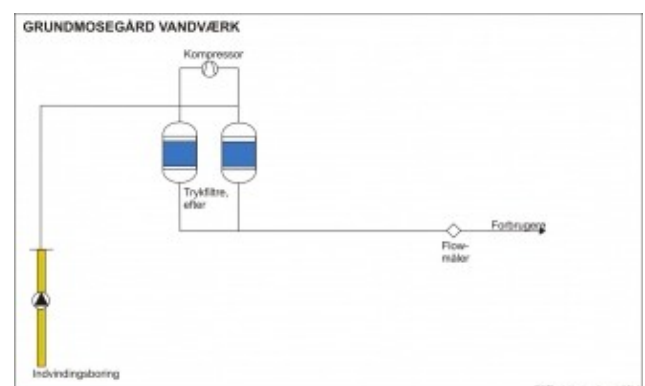 GRUNDMOSEGÅRD VANDVÆRK
Kompressor
Trykfiltre,
efter
Forbrugere
Flow-
måler
Indvindingsboring